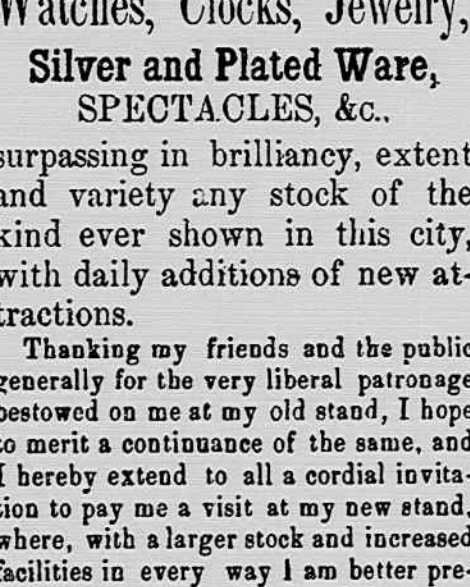 Watches, Clocks, Jewelry,
Silver and Plated Ware,
SPECTACLES, &c.,
surpassing in brilliancy, extent
and variety any stock of the
kind ever shown in this city,
with daily additions of new at-
tractions.
Thanking my friends and the public
generally for the very liberal patronage
bestowed on me at my old stand, I hope
to merit a continuance of the same, and
I hereby extend to all a cordial invita-
tion to pay me a visit at my new stand,
where, with a larger stock and increased
facilities in every way I am better pre-